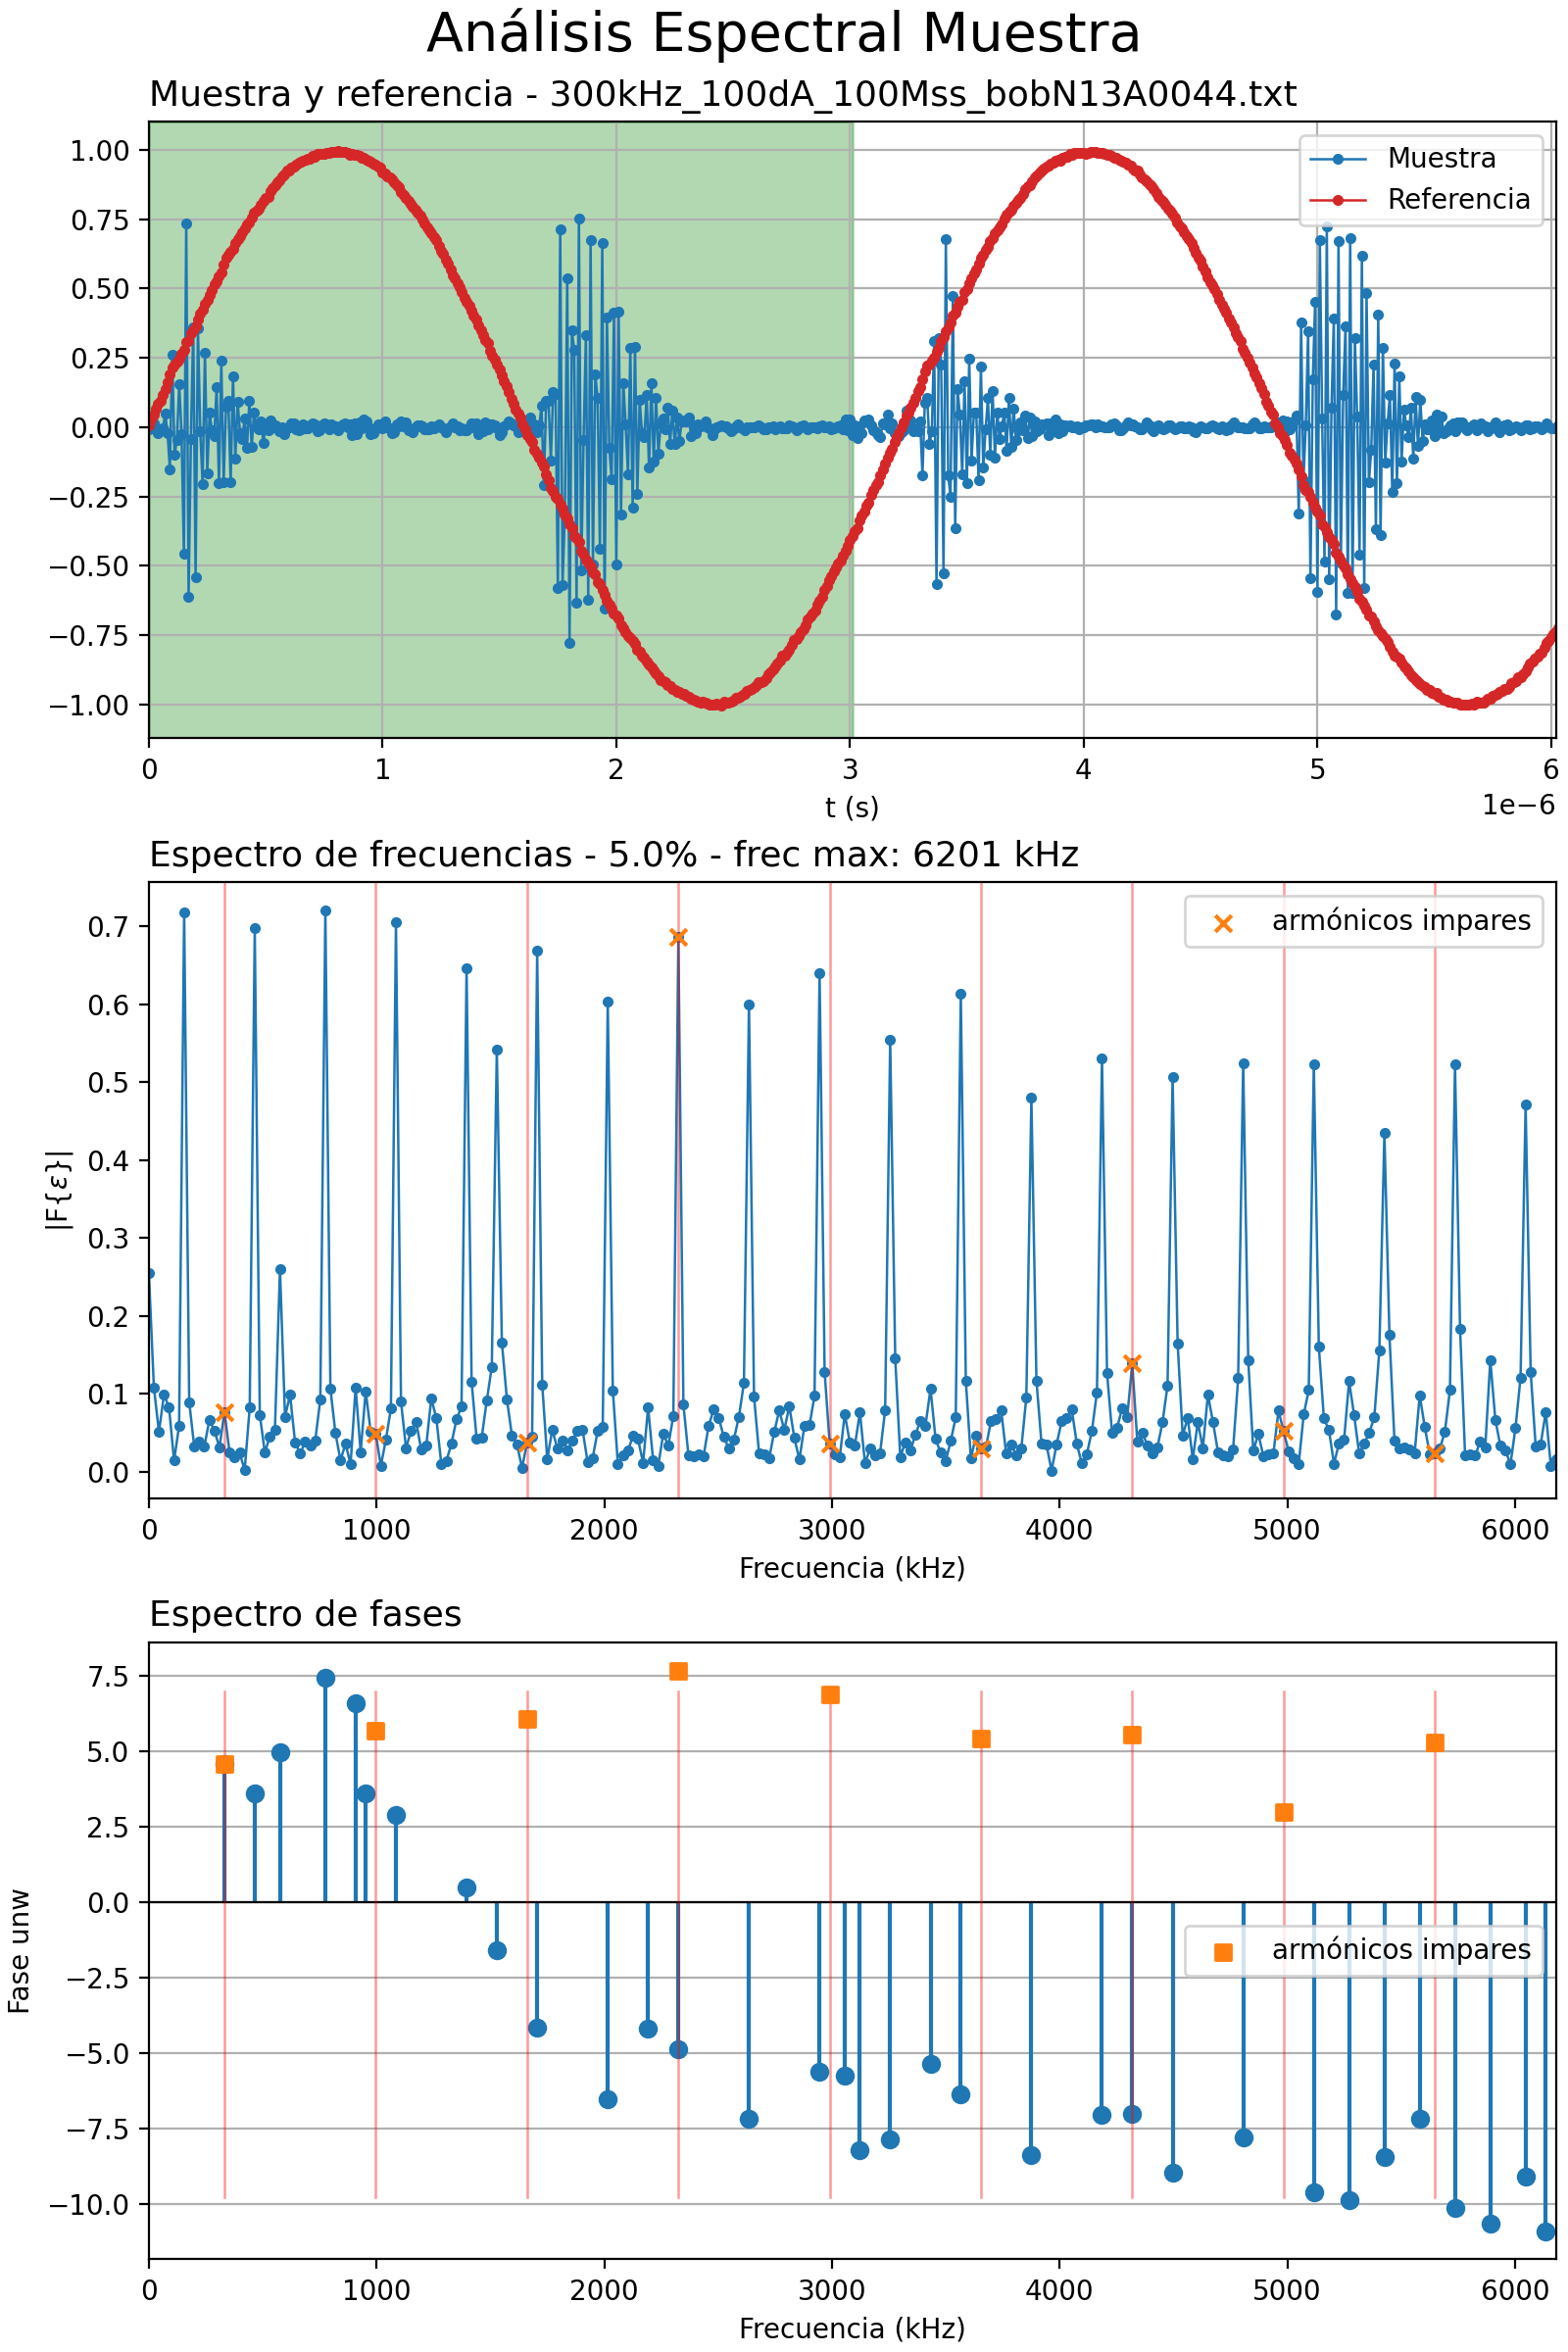 Análisis Espectral Muestra
Muestra y referencia - 300kHz_100dA_100Mss_bobN13A0044.txt
1.00
0.75
0.50
0.25
0.00
−0.25
−0.50
−0.75
−1.00
Muestra
Referencia
0 1 2 3 4 5 6
t (s)
1e−6
Espectro de frecuencias - 5.0% - frec max: 6201 kHz
|F{ε}|
0.7
0.6
0.5
0.4
0.3
0.2
0.1
0.0
armónicos impares
0 1000 2000 3000 4000 5000 6000
Frecuencia (kHz)
Espectro de fases
Fase unw
7.5
5.0
2.5
0.0
−2.5
−5.0
−7.5
−10.0
armónicos impares
0 1000 2000 3000 4000 5000 6000
Frecuencia (kHz)